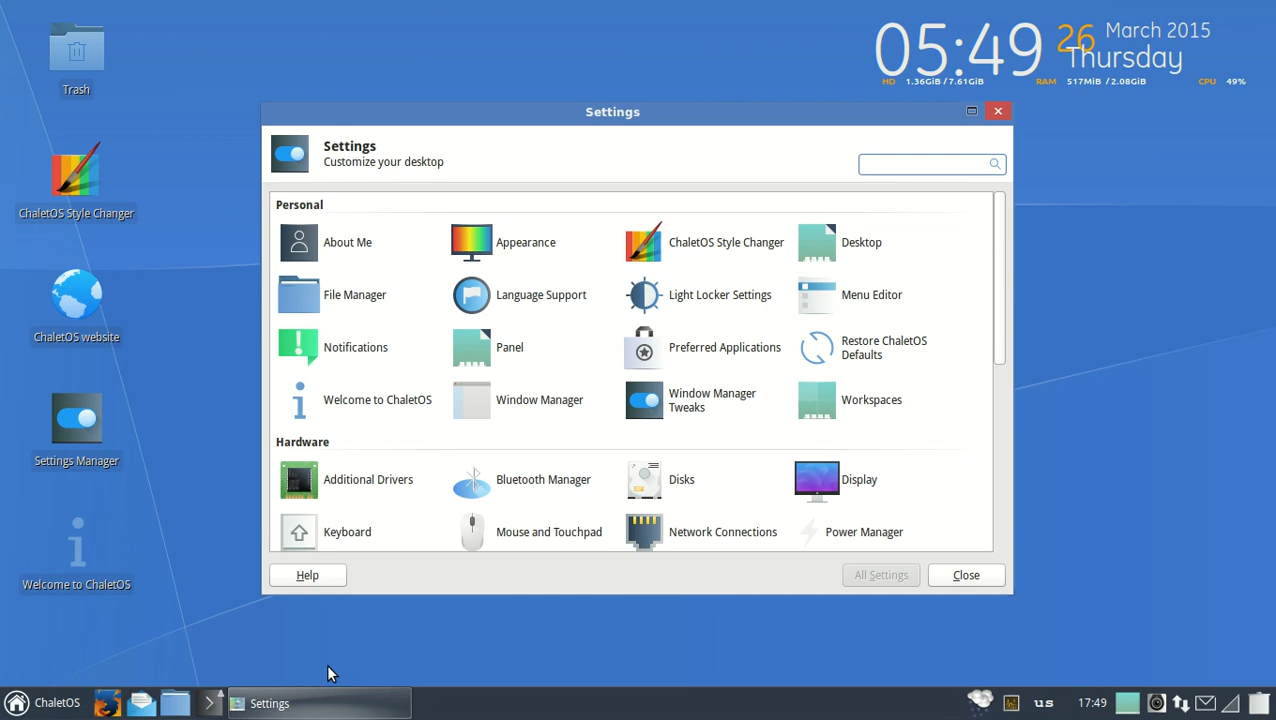 Trash
ChaletOS Style Changer
ChaletOS website
Settings Manager
Welcome to ChaletOS
05:49 26 March 2015
Thursday
HD 1.36GiB / 7.61GiB RAM 517MiB / 2.08GiB CPU 49%
Settings
Settings
Customize your desktop
Personal
About Me
Appearance
ChaletOS Style Changer
Desktop
File Manager
Language Support
Light Locker Settings
Menu Editor
Notifications
Panel
Preferred Applications
Restore ChaletOS
Defaults
Welcome to ChaletOS
Window Manager
Window Manager
Tweaks
Workspaces
Hardware
Additional Drivers
Bluetooth Manager
Disks
Display
Keyboard
Mouse and Touchpad
Network Connections
Power Manager
Help
All Settings
Close
ChaletOS
Settings
us
17:49